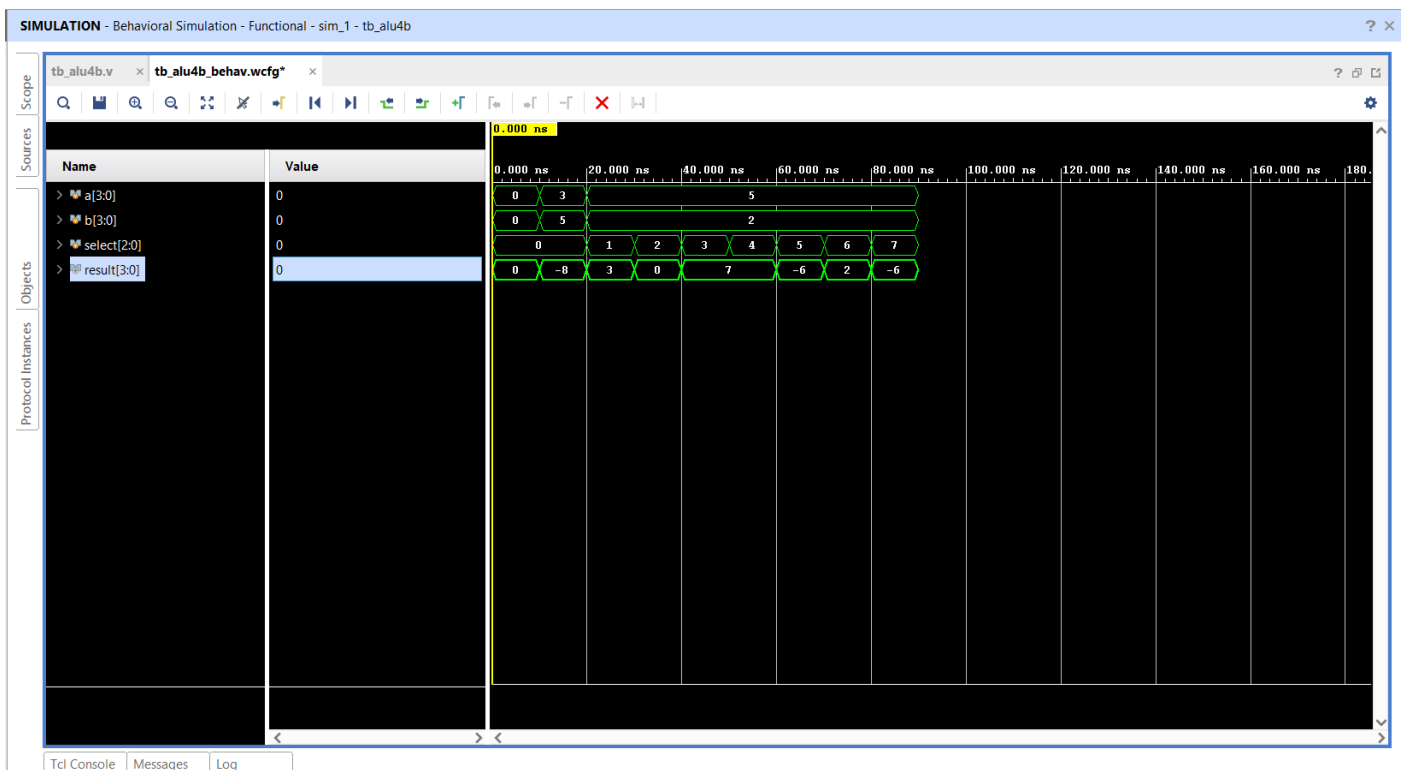 SIMULATION - Behavioral Simulation - Functional - sim_1 - tb_alu4b
? ×
Scope
Sources
Objects
Protocol Instances
tb_alu4b.v × tb_alu4b_behav.wcfg* ×
?
0.000 ns
Name Value
0.000 ns 20.000 ns 40.000 ns 60.000 ns 80.000 ns 100.000 ns 120.000 ns 140.000 ns 160.000 ns 180.
> a[3:0] 0 0 3 5
> b[3:0] 0 0 5 2
> select[2:0] 0 0 1 2 3 4 5 6 7
> result[3:0] 0 0 -8 3 0 7 -6 2 -6
Tcl Console Messages Log